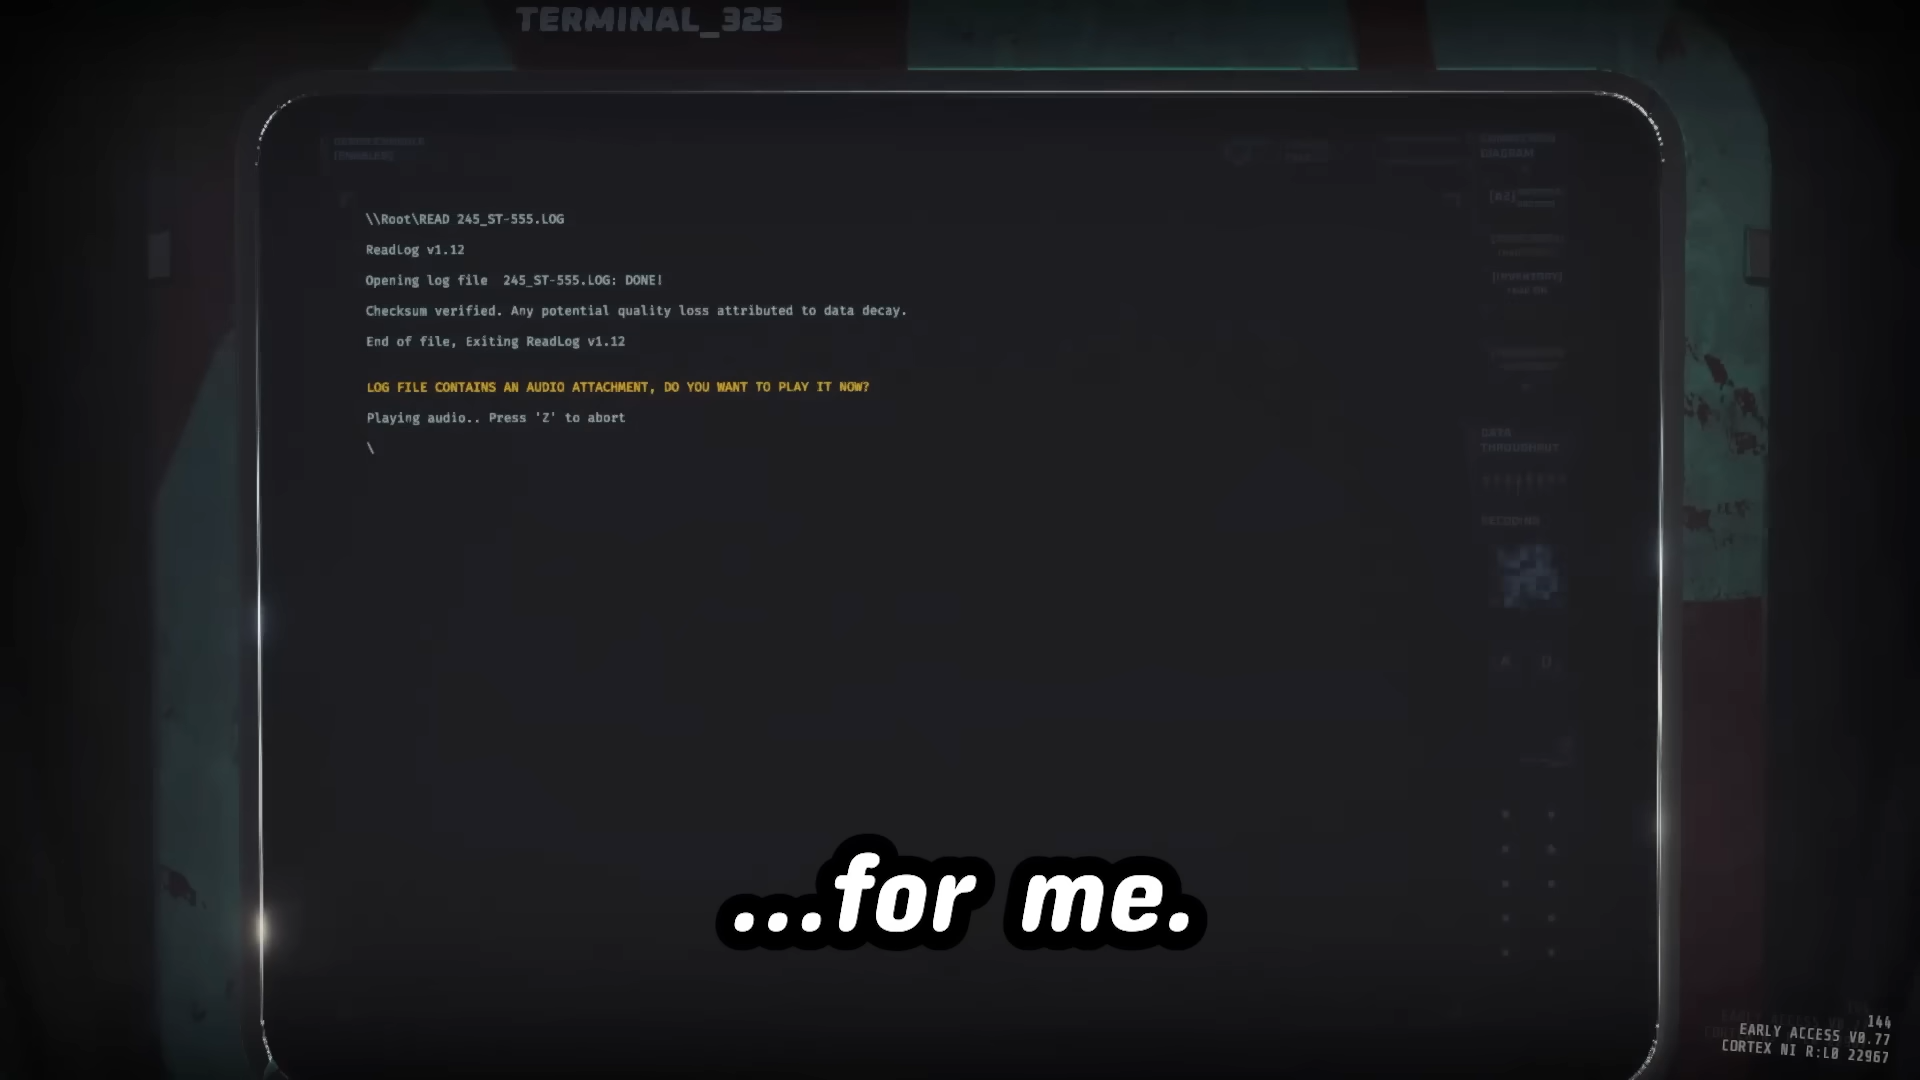 TERMINAL_325
\\Root\READ 245_ST-555.LOG
ReadLog v1.12
Opening log file  245_ST-555.LOG: DONE!
Checksum verified. Any potential quality loss attributed to data decay.
End of file, Exiting ReadLog v1.12
LOG FILE CONTAINS AN AUDIO ATTACHMENT, DO YOU WANT TO PLAY IT NOW?
Playing audio.. Press 'Z' to abort
\
DIAGRAM
DATA
THROUGHPUT
...for me.
144
EARLY ACCESS V0.77
CORTEX NI R:L0 22967